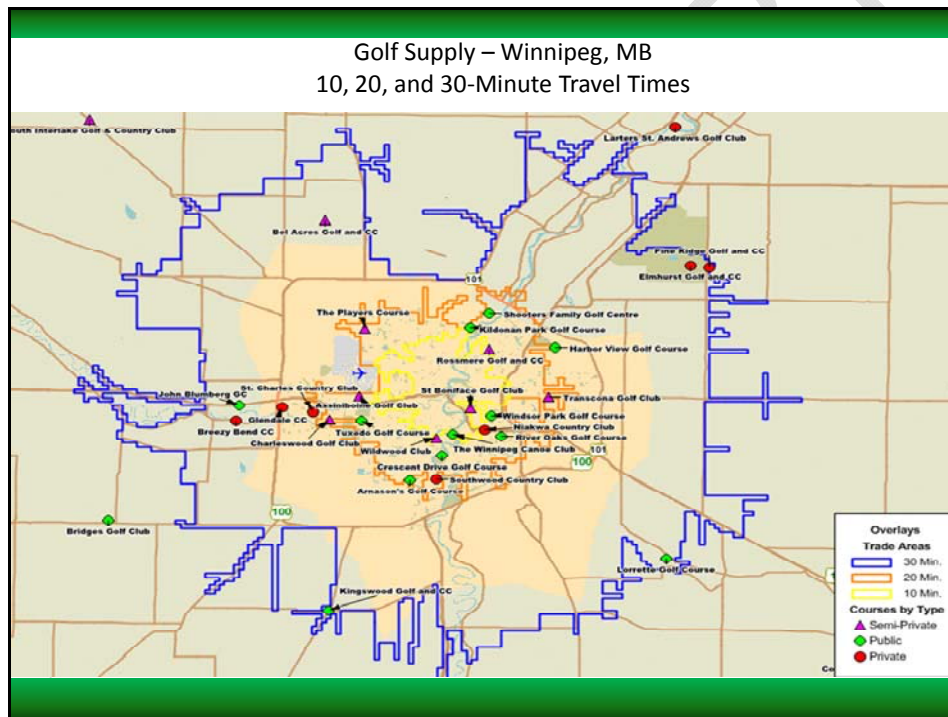 Golf Supply – Winnipeg, MB
10, 20, and 30-Minute Travel Times
outh Interlake Golf & Country Club
Larters St. Andrews Golf Club
Bel Acres Golf and CC
Pine Ridge Golf and CC
Elmhurst Golf and CC
101
The Players Course
Shooters Family Golf Centre
Kildonan Park Golf Course
Harbor View Golf Course
Rossmere Golf and CC
St. Charles Country Club
St Boniface Golf Club
John Blumberg GC
Transcona Golf Club
Assiniboine Golf Club
Glendale CC
Windsor Park Golf Course
Breezy Bend CC
Niakwa Country Club
Tuxedo Golf Course
River Oaks Golf Course
Charleswood Golf Club
Wildwood Club
The Winnipeg Canoe Club
101
Crescent Drive Golf Course
100
Southwood Country Club
Arnason's Golf Course
100
Bridges Golf Club
Lorrette Golf Course
Kingswood Golf and CC
Overlays
Trade Areas
30 Min.
20 Min.
10 Min.
Courses by Type
Semi-Private
Public
Private